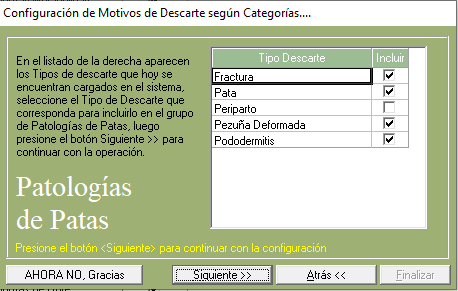 Configuración de Motivos de Descarte según Categorías....
En el listado de la derecha aparecen
los Tipos de descarte que hoy se
encuentran cargados en el sistema,
seleccione el Tipo de Descarte que
corresponda para incluirlo en el grupo
de Patologías de Patas, luego
presione el botón Siguiente >> para
continuar con la operación.
Patologías
de Patas
Tipo Descarte Incluir
Fractura
Pata
Periparto
Pezuña Deformada
Pododermitis
Presione el botón <Siguiente> para continuar con la configuración
AHORA NO, Gracias Siguiente >> Atrás << Finalizar